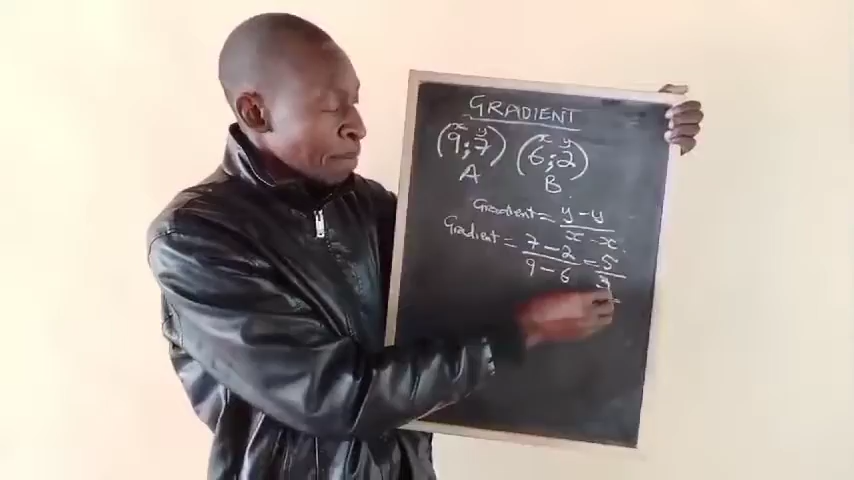 GRADIENT
x y x y
(9;7) (6;2)
A B
Gradient = y-y
x-x
Gradient = 7-2 = 5
9-6